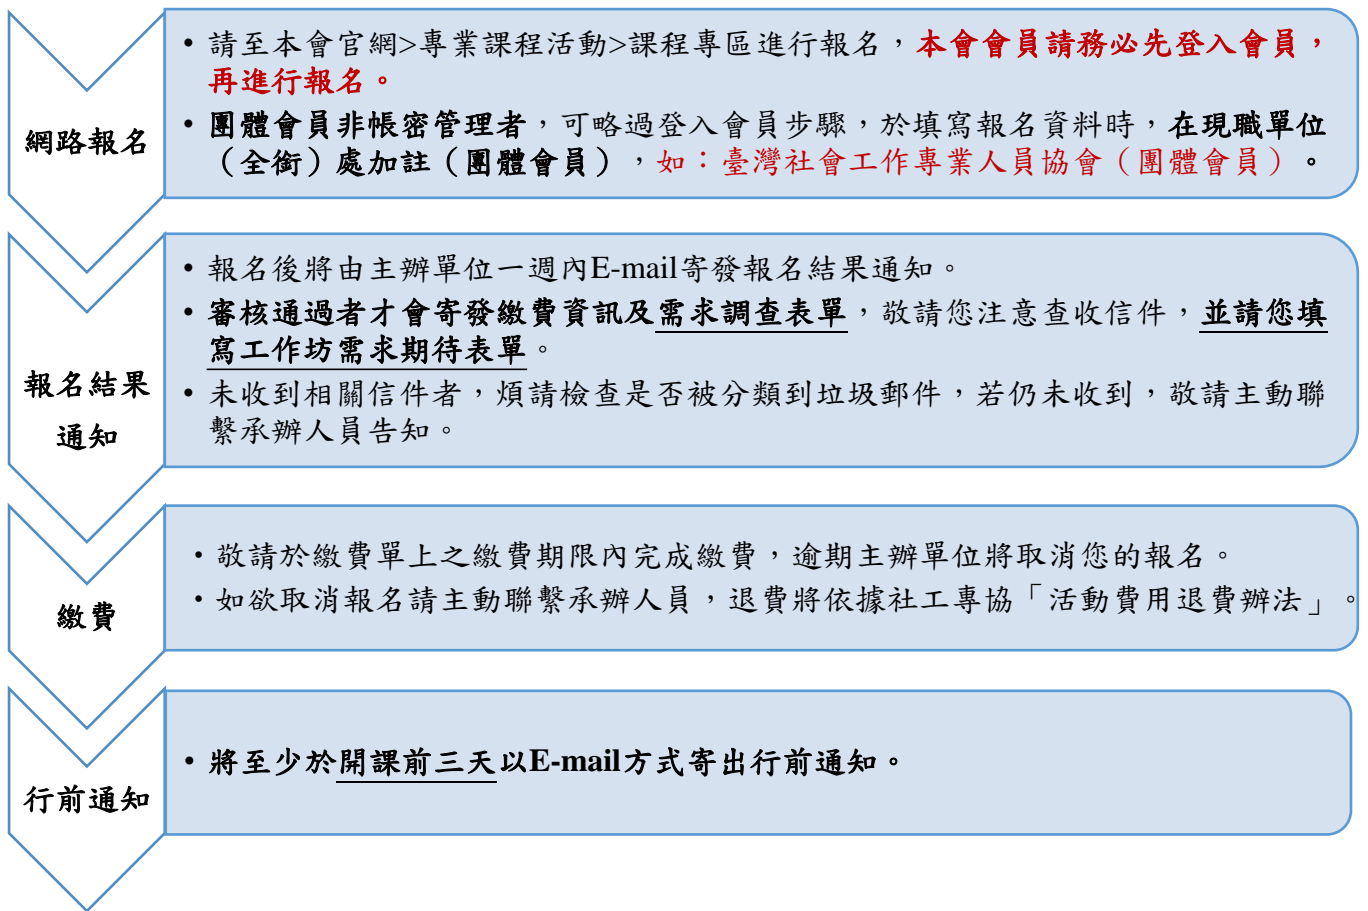 網路報名
•請至本會官網>專業課程活動>課程專區進行報名，本會會員請務必先登入會員，
再進行報名。
•團體會員非帳密管理者，可略過登入會員步驟，於填寫報名資料時，在現職單位
（全銜）處加註（團體會員），如：臺灣社會工作專業人員協會（團體會員）。
報名結果
通知
•報名後將由主辦單位一週內E-mail寄發報名結果通知。
•審核通過者才會寄發繳費資訊及需求調查表單，敬請您注意查收信件，並請您填
寫工作坊需求期待表單。
•未收到相關信件者，煩請檢查是否被分類到垃圾郵件，若仍未收到，敬請主動聯
繫承辦人員告知。
繳費
•敬請於繳費單上之繳費期限內完成繳費，逾期主辦單位將取消您的報名。
•如欲取消報名請主動聯繫承辦人員，退費將依據社工專協「活動費用退費辦法」。
行前通知
•將至少於開課前三天以E-mail方式寄出行前通知。